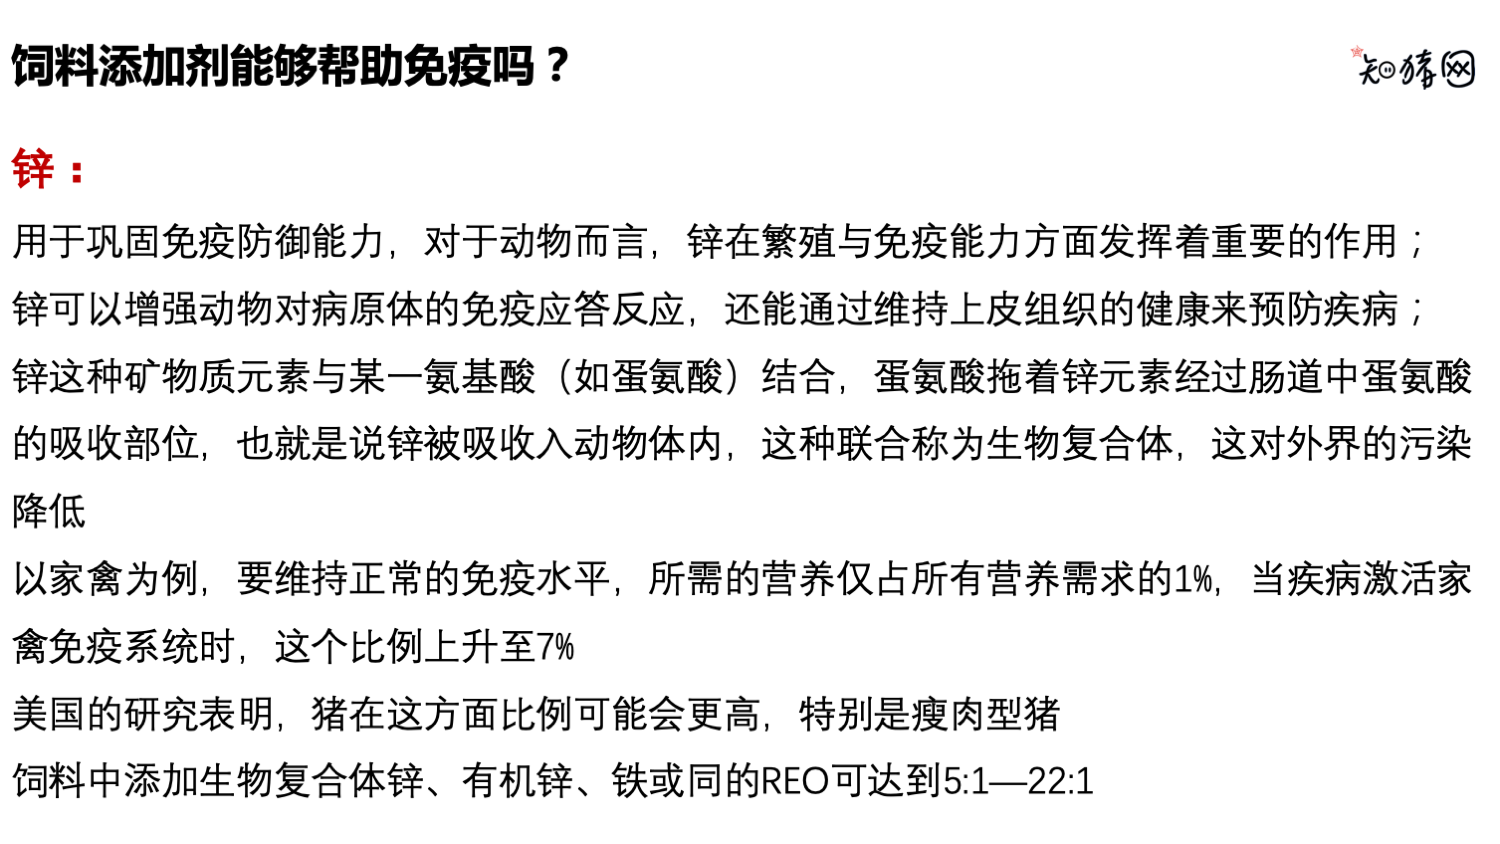 饲料添加剂能够帮助免疫吗？
知猪网
锌：
用于巩固免疫防御能力，对于动物而言，锌在繁殖与免疫能力方面发挥着重要的作用；
锌可以增强动物对病原体的免疫应答反应，还能通过维持上皮组织的健康来预防疾病；
锌这种矿物质元素与某一氨基酸（如蛋氨酸）结合，蛋氨酸拖着锌元素经过肠道中蛋氨酸
的吸收部位，也就是说锌被吸收入动物体内，这种联合称为生物复合体，这对外界的污染
降低
以家禽为例，要维持正常的免疫水平，所需的营养仅占所有营养需求的1%，当疾病激活家
禽免疫系统时，这个比例上升至7%
美国的研究表明，猪在这方面比例可能会更高，特别是瘦肉型猪
饲料中添加生物复合体锌、有机锌、铁或同的REO可达到5:1—22:1